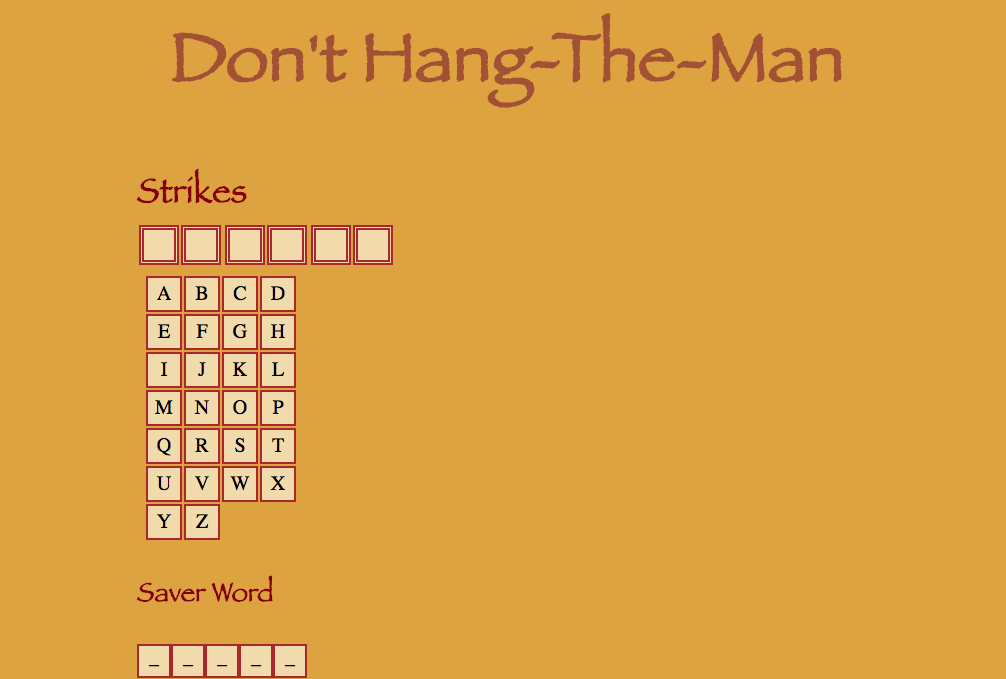 Don't Hang-The-Man
Strikes
A B C D
E F G H
I J K L
M N O P
Q R S T
U V W X
Y Z
Saver Word
_ _ _ _ _